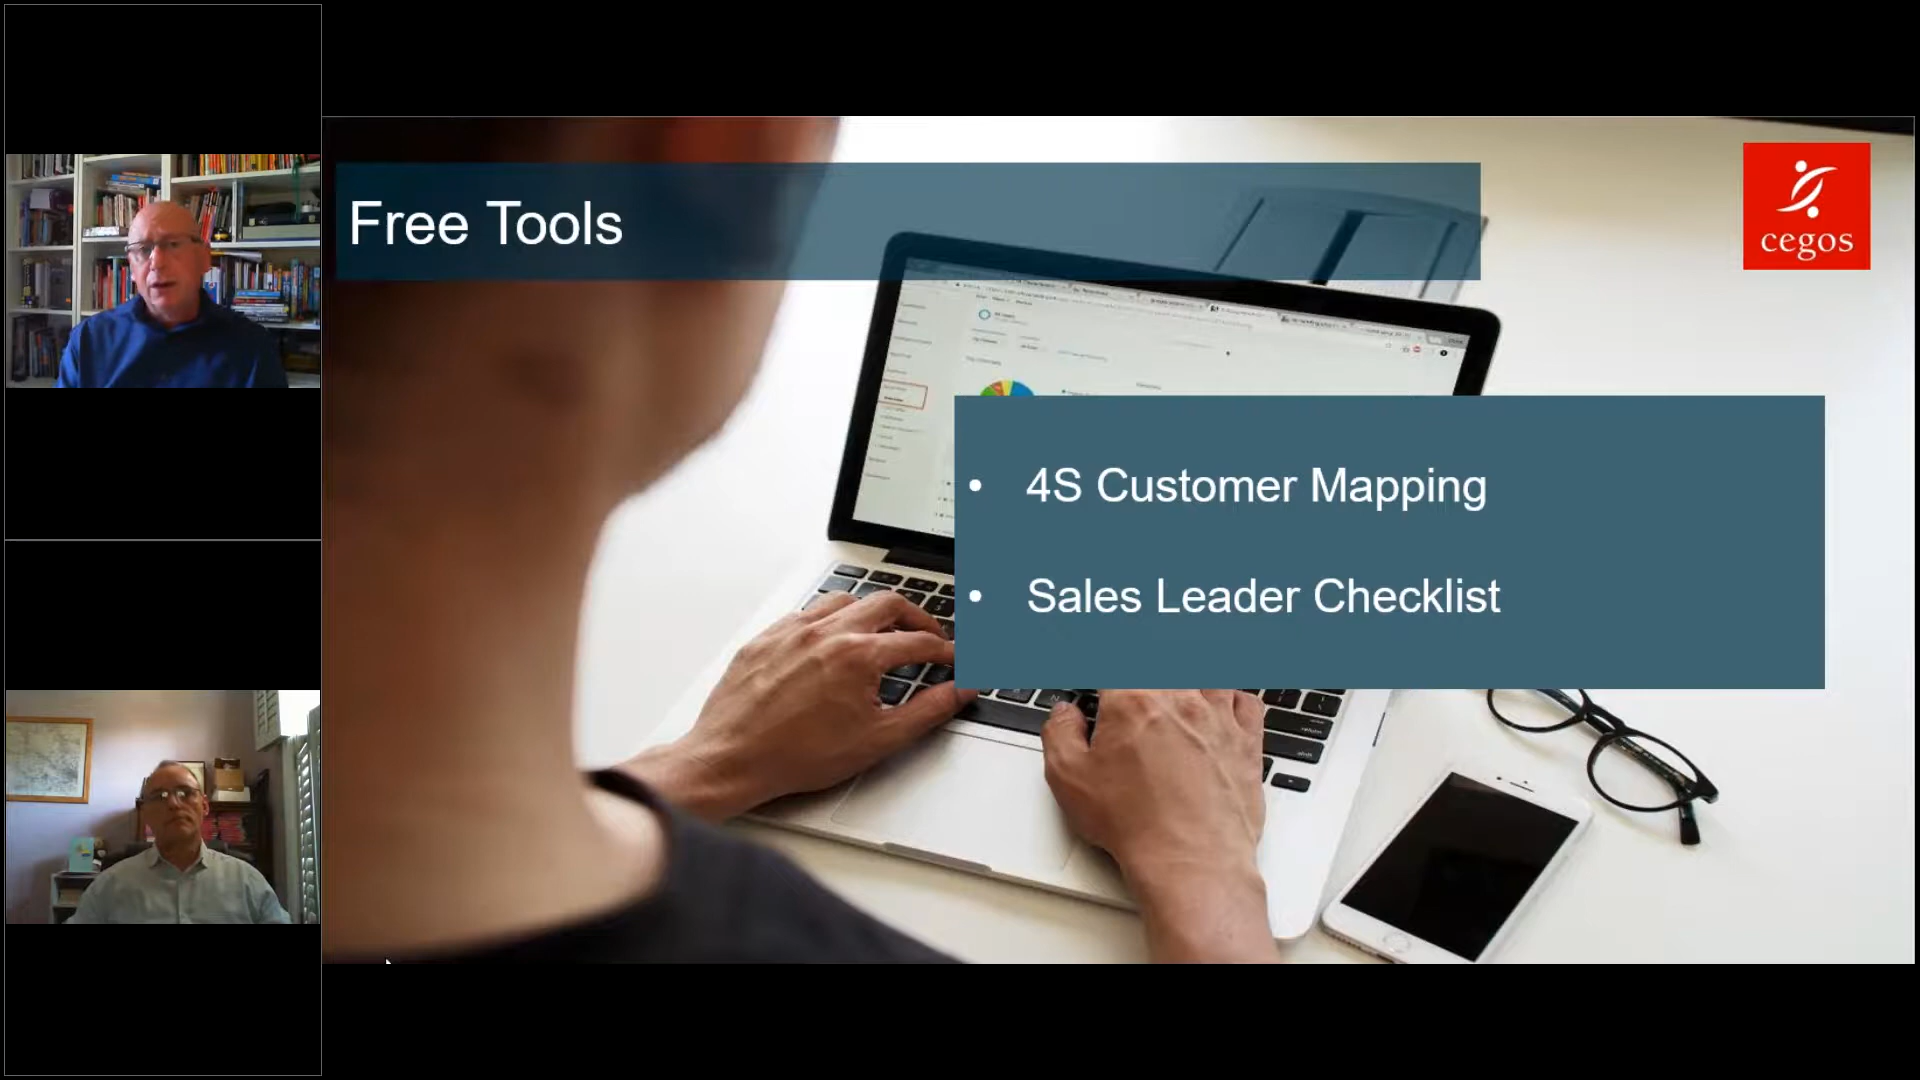 Free Tools
cegos
• 4S Customer Mapping
• Sales Leader Checklist